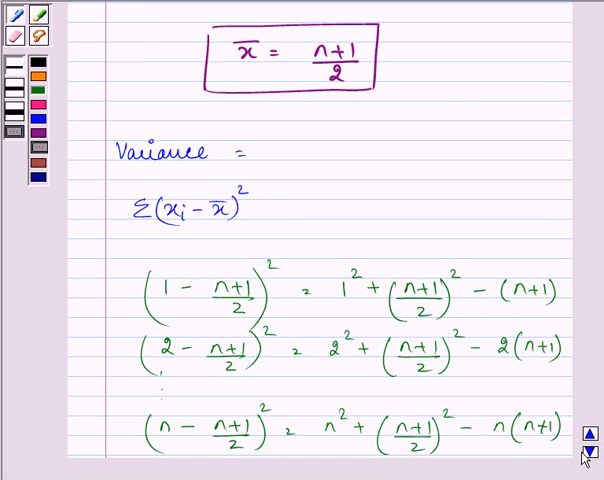 x̄ = (n+1)/2
Variance =
Σ(xᵢ - x̄)²
(1 - (n+1)/2)² = 1² + ((n+1)/2)² - (n+1)
(2 - (n+1)/2)² = 2² + ((n+1)/2)² - 2(n+1)
⋮
(n - (n+1)/2)² = n² + ((n+1)/2)² - n(n+1)